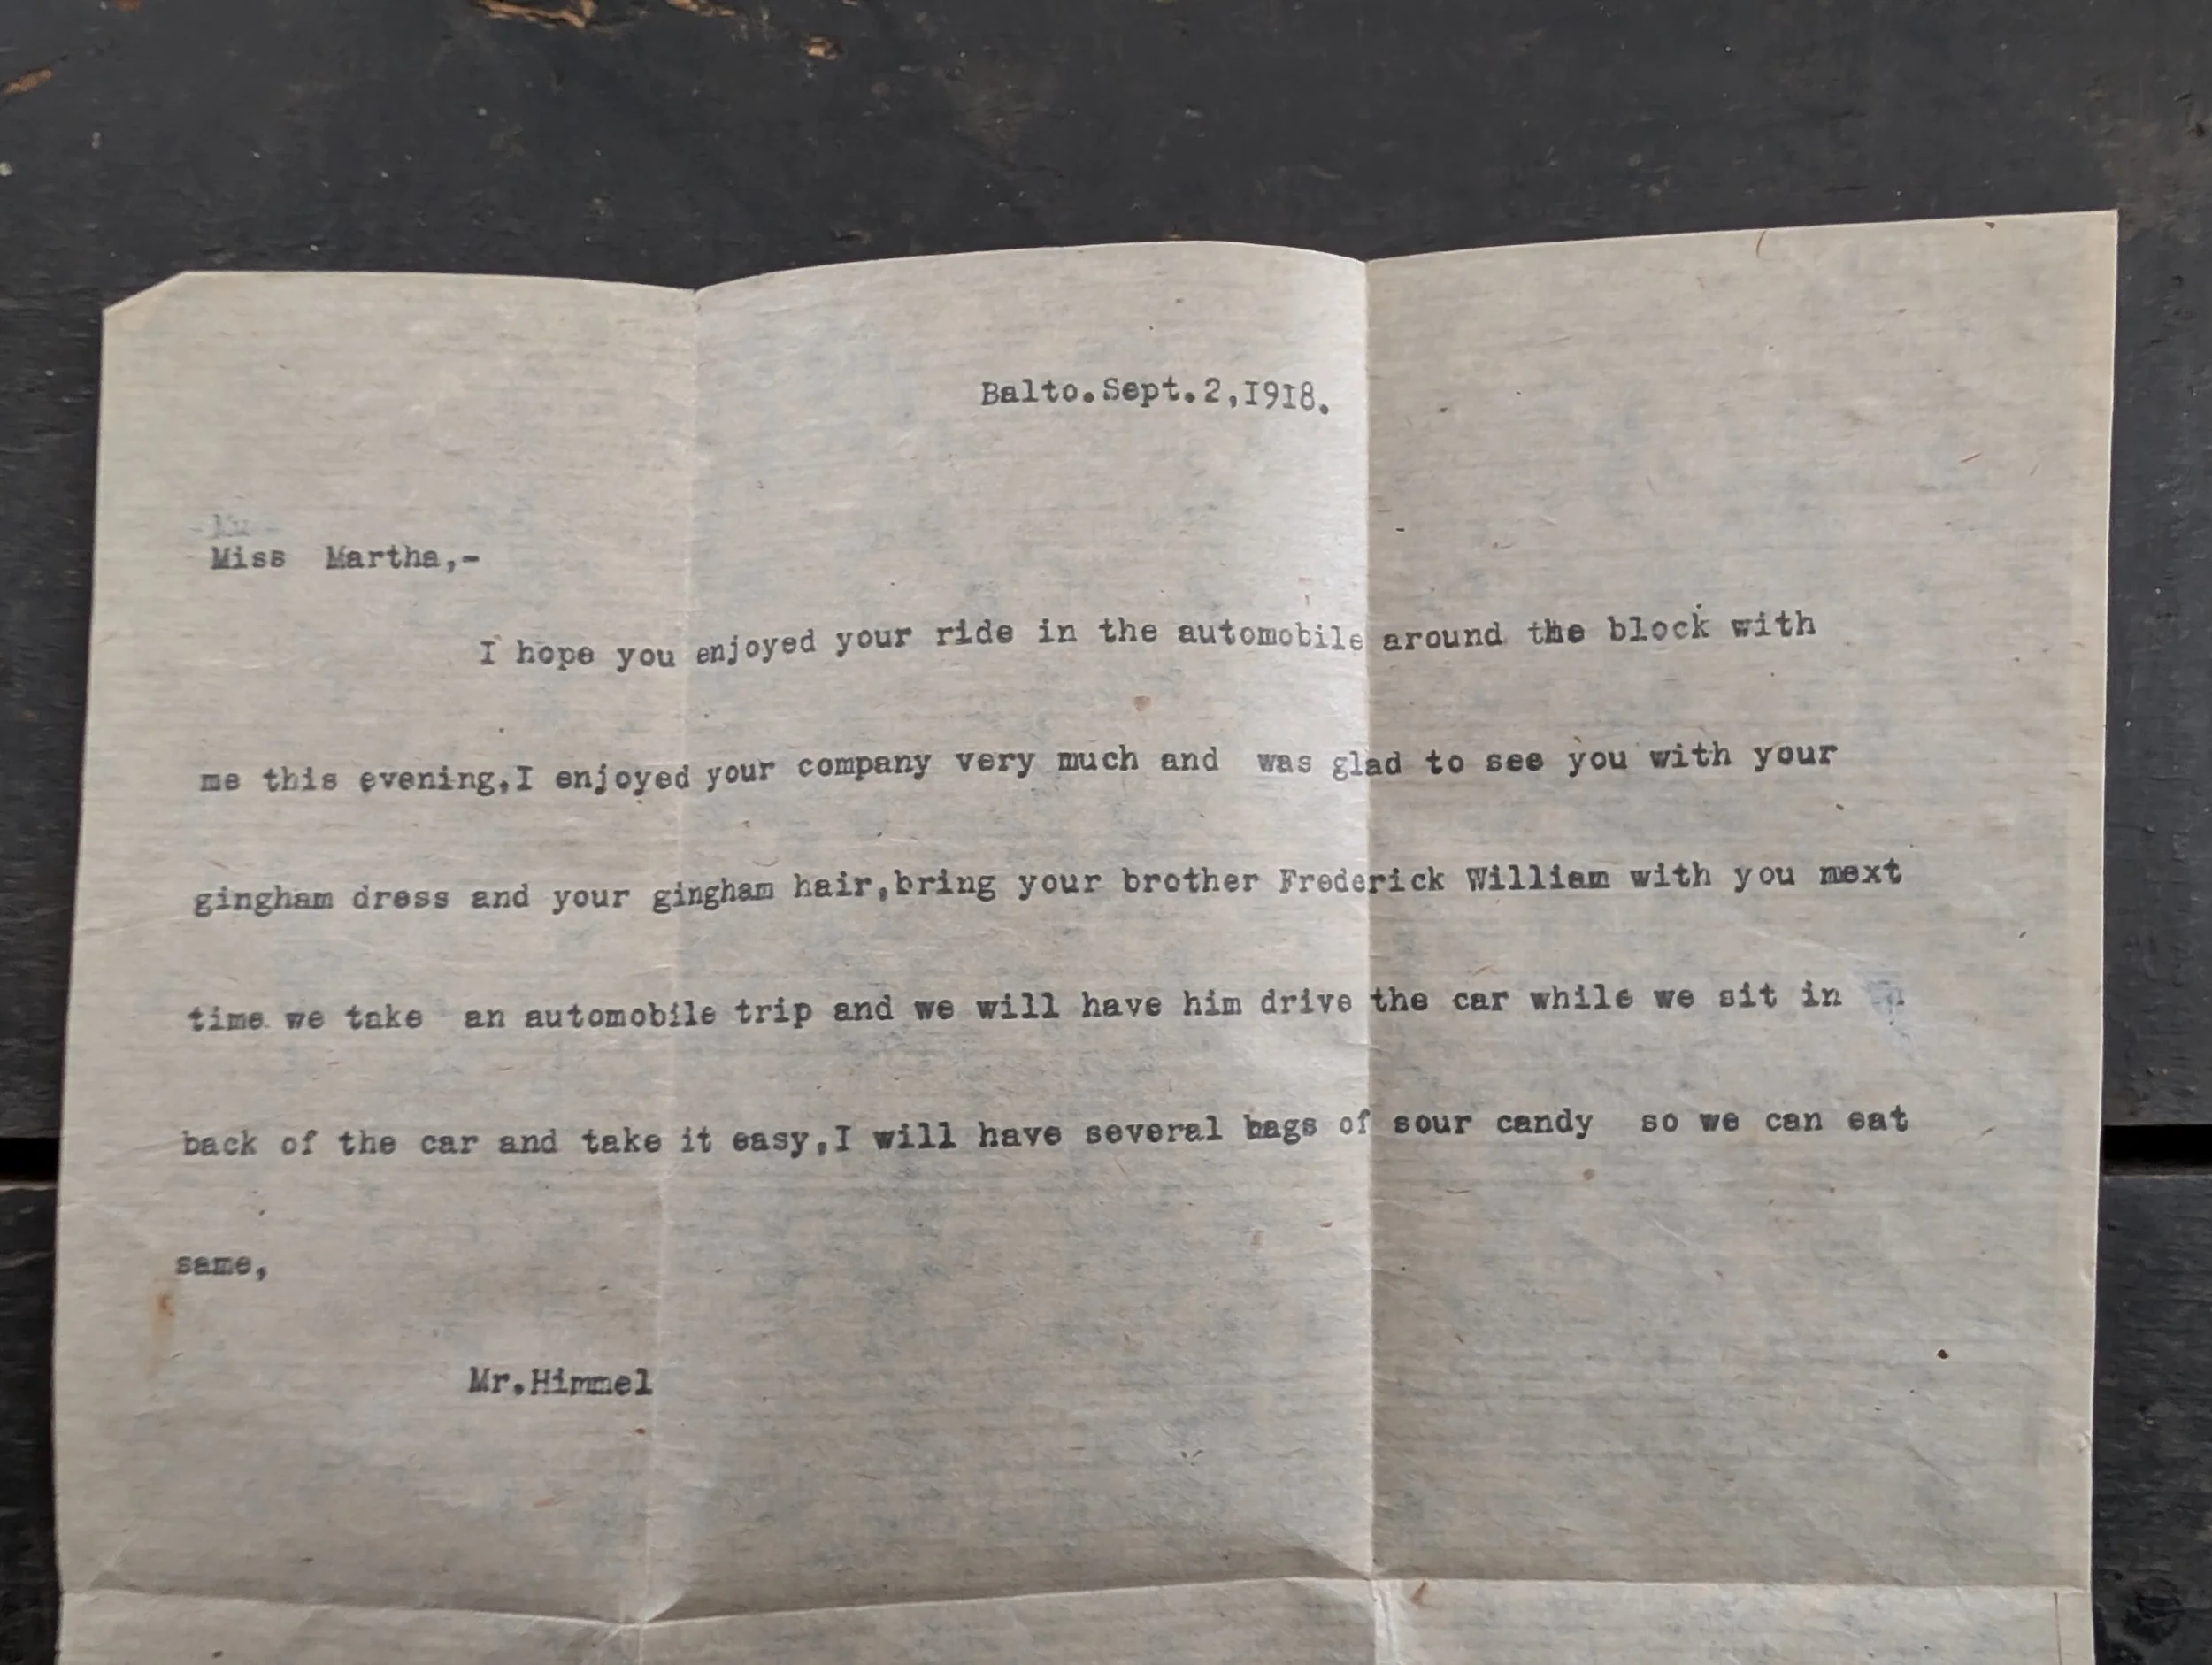 Balto.Sept.2,1918.
Miss Martha,-
I hope you enjoyed your ride in the automobile around the block with
me this evening,I enjoyed your company very much and was glad to see you with your
gingham dress and your gingham hair,bring your brother Frederick William with you next
time we take an automobile trip and we will have him drive the car while we sit in
back of the car and take it easy,I will have several bags of sour candy so we can eat
same,
Mr.Himmel